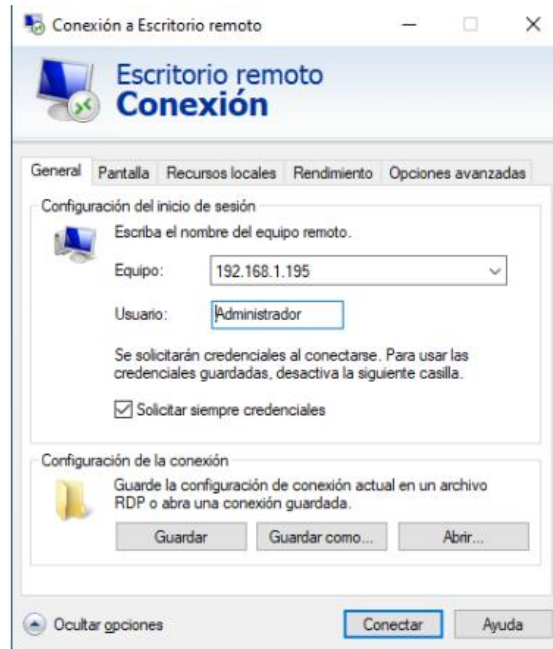 Conexión a Escritorio remoto
Escritorio remoto
Conexión
General Pantalla Recursos locales Rendimiento Opciones avanzadas
Configuración del inicio de sesión
Escriba el nombre del equipo remoto.
Equipo: 192.168.1.195
Usuario: Administrador
Se solicitarán credenciales al conectarse. Para usar las
credenciales guardadas, desactiva la siguiente casilla.
Solicitar siempre credenciales
Configuración de la conexión
Guarde la configuración de conexión actual en un archivo
RDP o abra una conexión guardada.
Guardar Guardar como... Abrir...
Ocultar opciones Conectar Ayuda